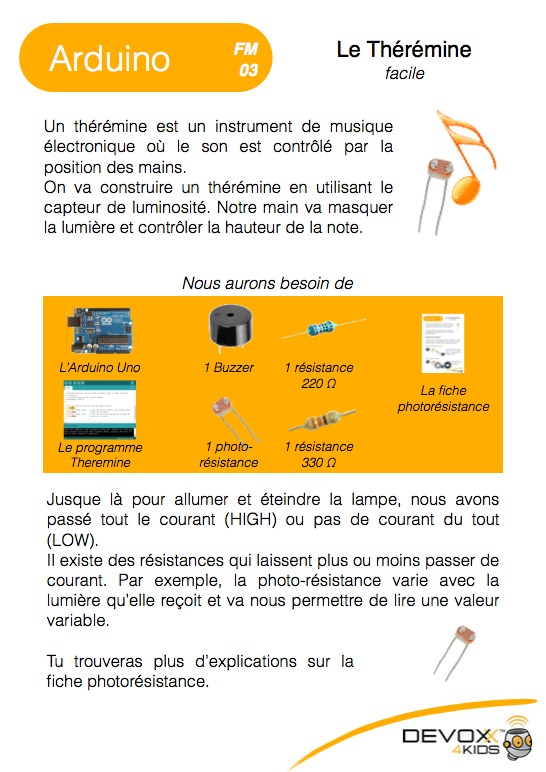 Arduino
FM
03
Le Thérémine
facile
Un thérémine est un instrument de musique
électronique où le son est contrôlé par la
position des mains.
On va construire un thérémine en utilisant le
capteur de luminosité. Notre main va masquer
la lumière et contrôler la hauteur de la note.
Nous aurons besoin de
L'Arduino Uno
1 Buzzer
1 résistance
220 Ω
La fiche
photorésistance
Le programme
Theremine
1 photo-
résistance
1 résistance
330 Ω
Jusque là pour allumer et éteindre la lampe, nous avons
passé tout le courant (HIGH) ou pas de courant du tout
(LOW).
Il existe des résistances qui laissent plus ou moins passer de
courant. Par exemple, la photo-résistance varie avec la
lumière qu'elle reçoit et va nous permettre de lire une valeur
variable.
Tu trouveras plus d'explications sur la
fiche photorésistance.
DEVOXX™
4KIDS